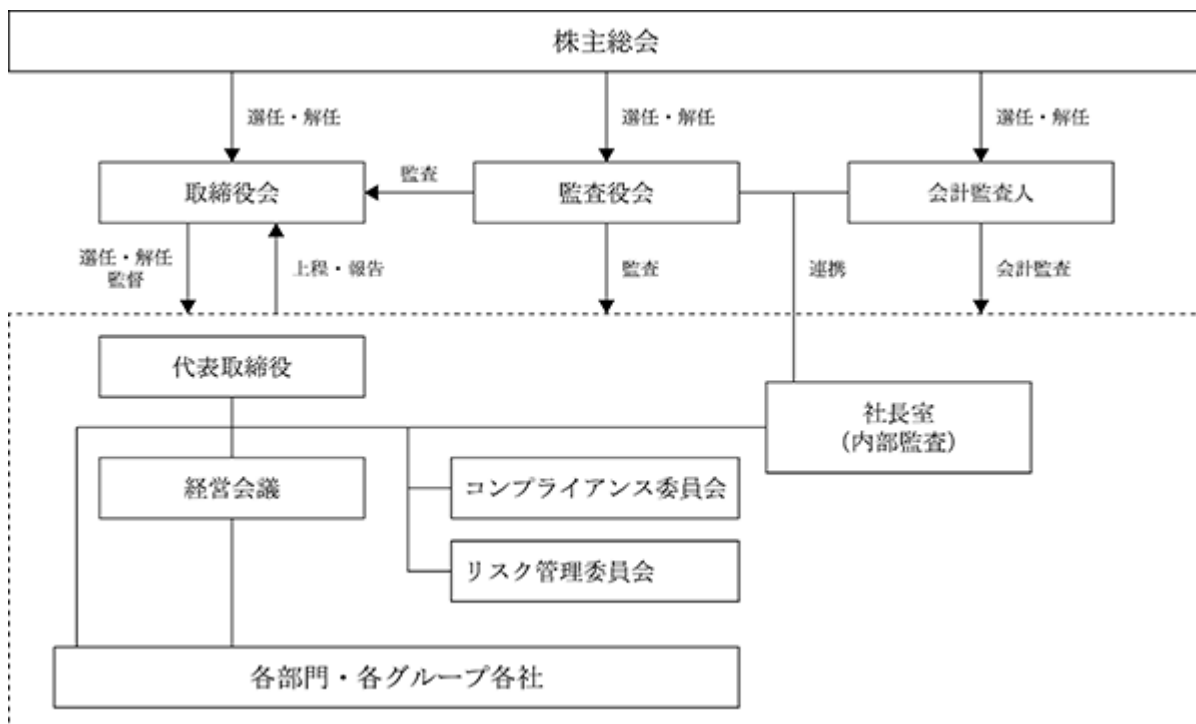 株主総会
選任・解任
選任・解任
選任・解任
取締役会
監査
監査役会
会計監査人
選任・解任
監督
上程・報告
監査
連携
会計監査
代表取締役
社長室
（内部監査）
経営会議
コンプライアンス委員会
リスク管理委員会
各部門・各グループ各社